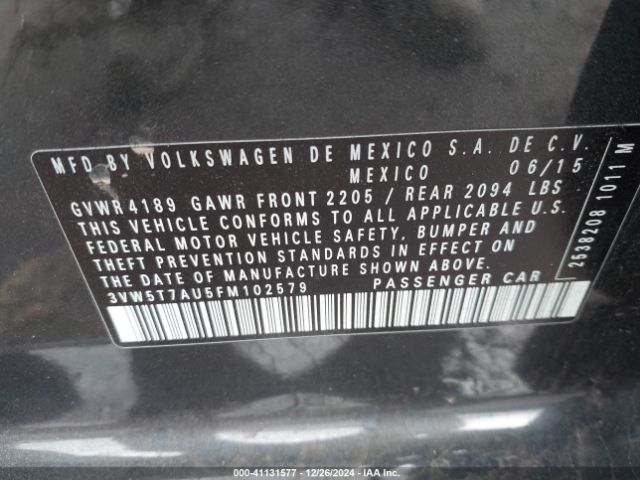 MFD BY VOLKSWAGEN DE MEXICO S.A. DE C.V.
MEXICO 06/15
GVWR 4189 GAWR FRONT 2205 / REAR 2094 LBS
THIS VEHICLE CONFORMS TO ALL APPLICABLE U.S.
FEDERAL MOTOR VEHICLE SAFETY, BUMPER AND
THEFT PREVENTION STANDARDS IN EFFECT ON
THE DATE OF MANUFACTURE SHOWN ABOVE.
3VW5T7AU5FM102579 PASSENGER CAR
2538208 1011 M
000-41131577 - 12/26/2024 - IAA Inc.